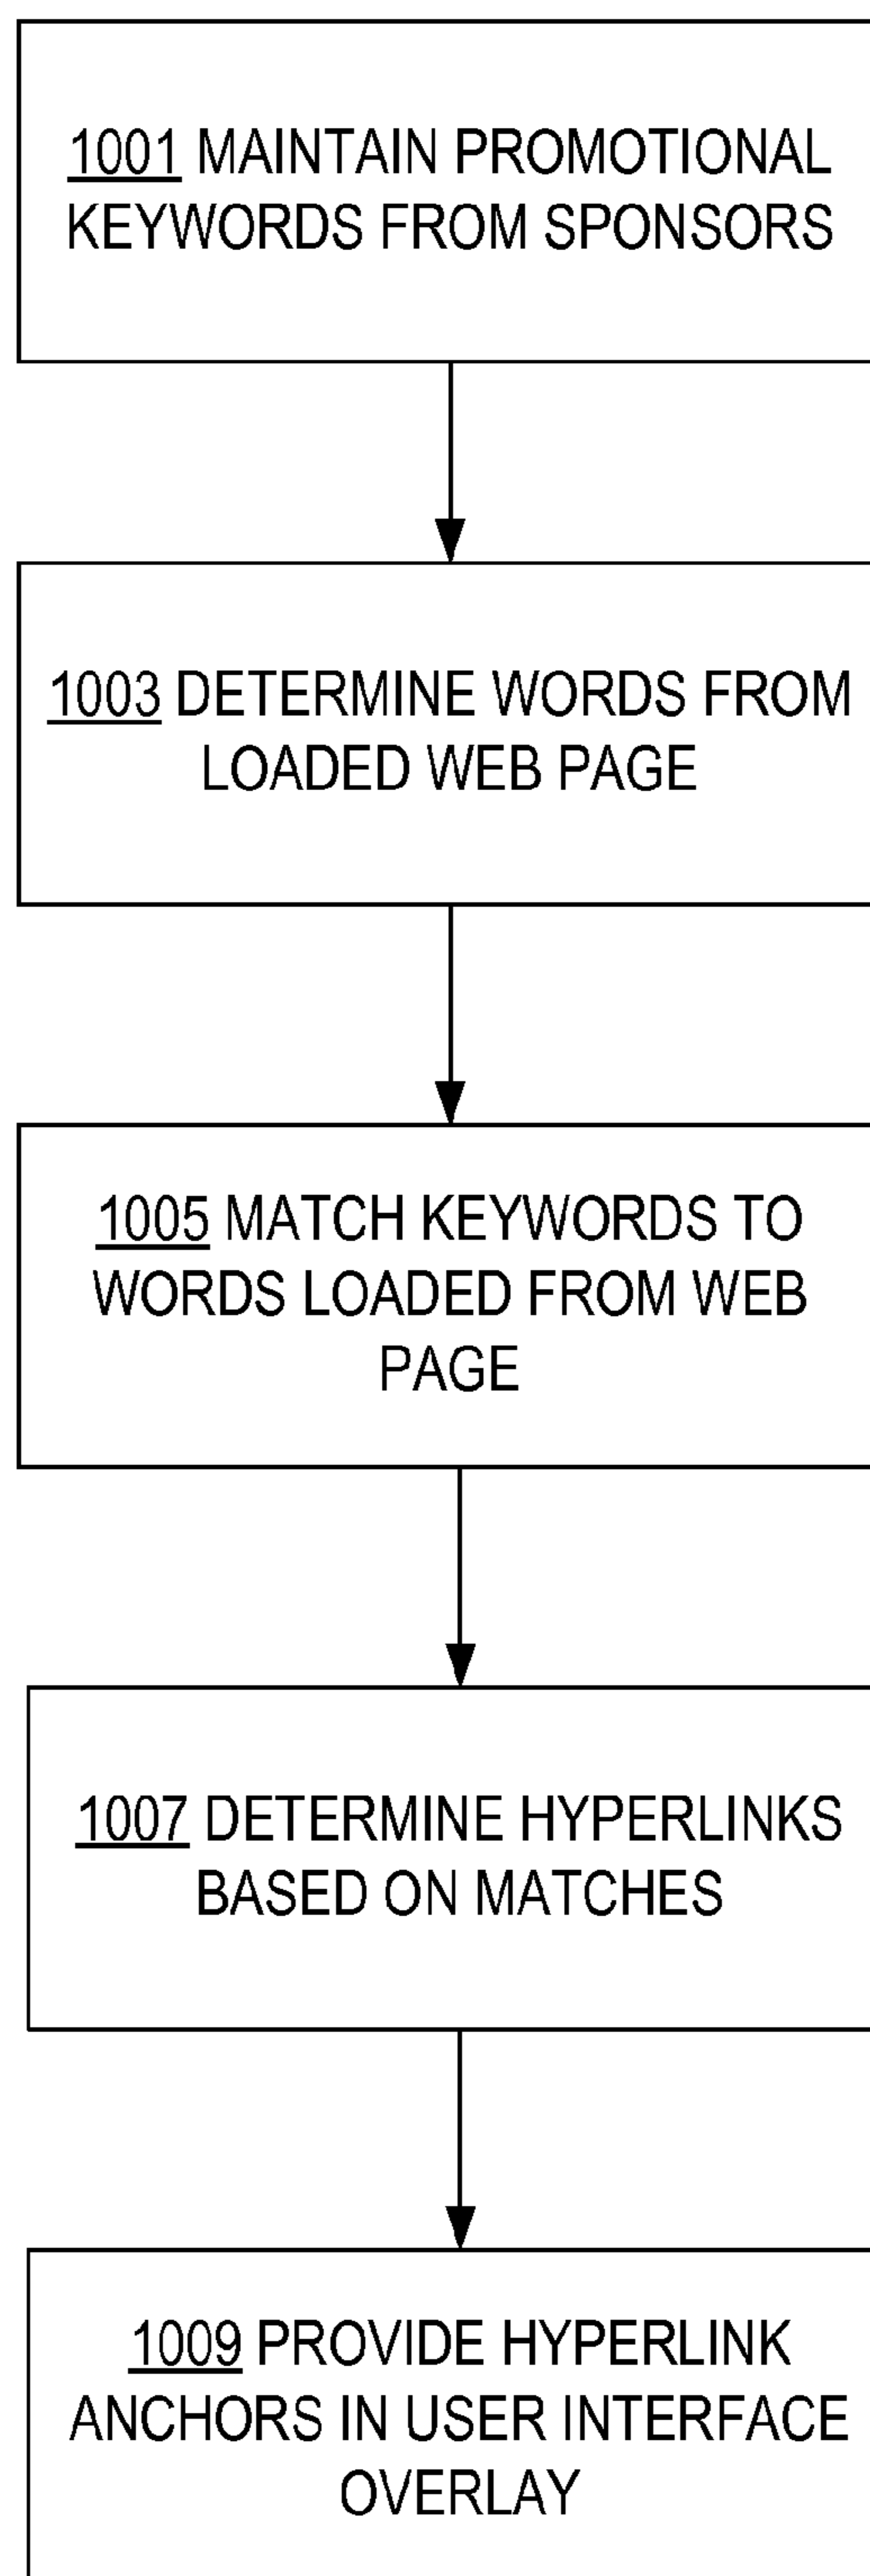 1001 MAINTAIN PROMOTIONAL
KEYWORDS FROM SPONSORS
1003 DETERMINE WORDS FROM
LOADED WEB PAGE
1005 MATCH KEYWORDS TO
WORDS LOADED FROM WEB
PAGE
1007 DETERMINE HYPERLINKS
BASED ON MATCHES
1009 PROVIDE HYPERLINK
ANCHORS IN USER INTERFACE
OVERLAY